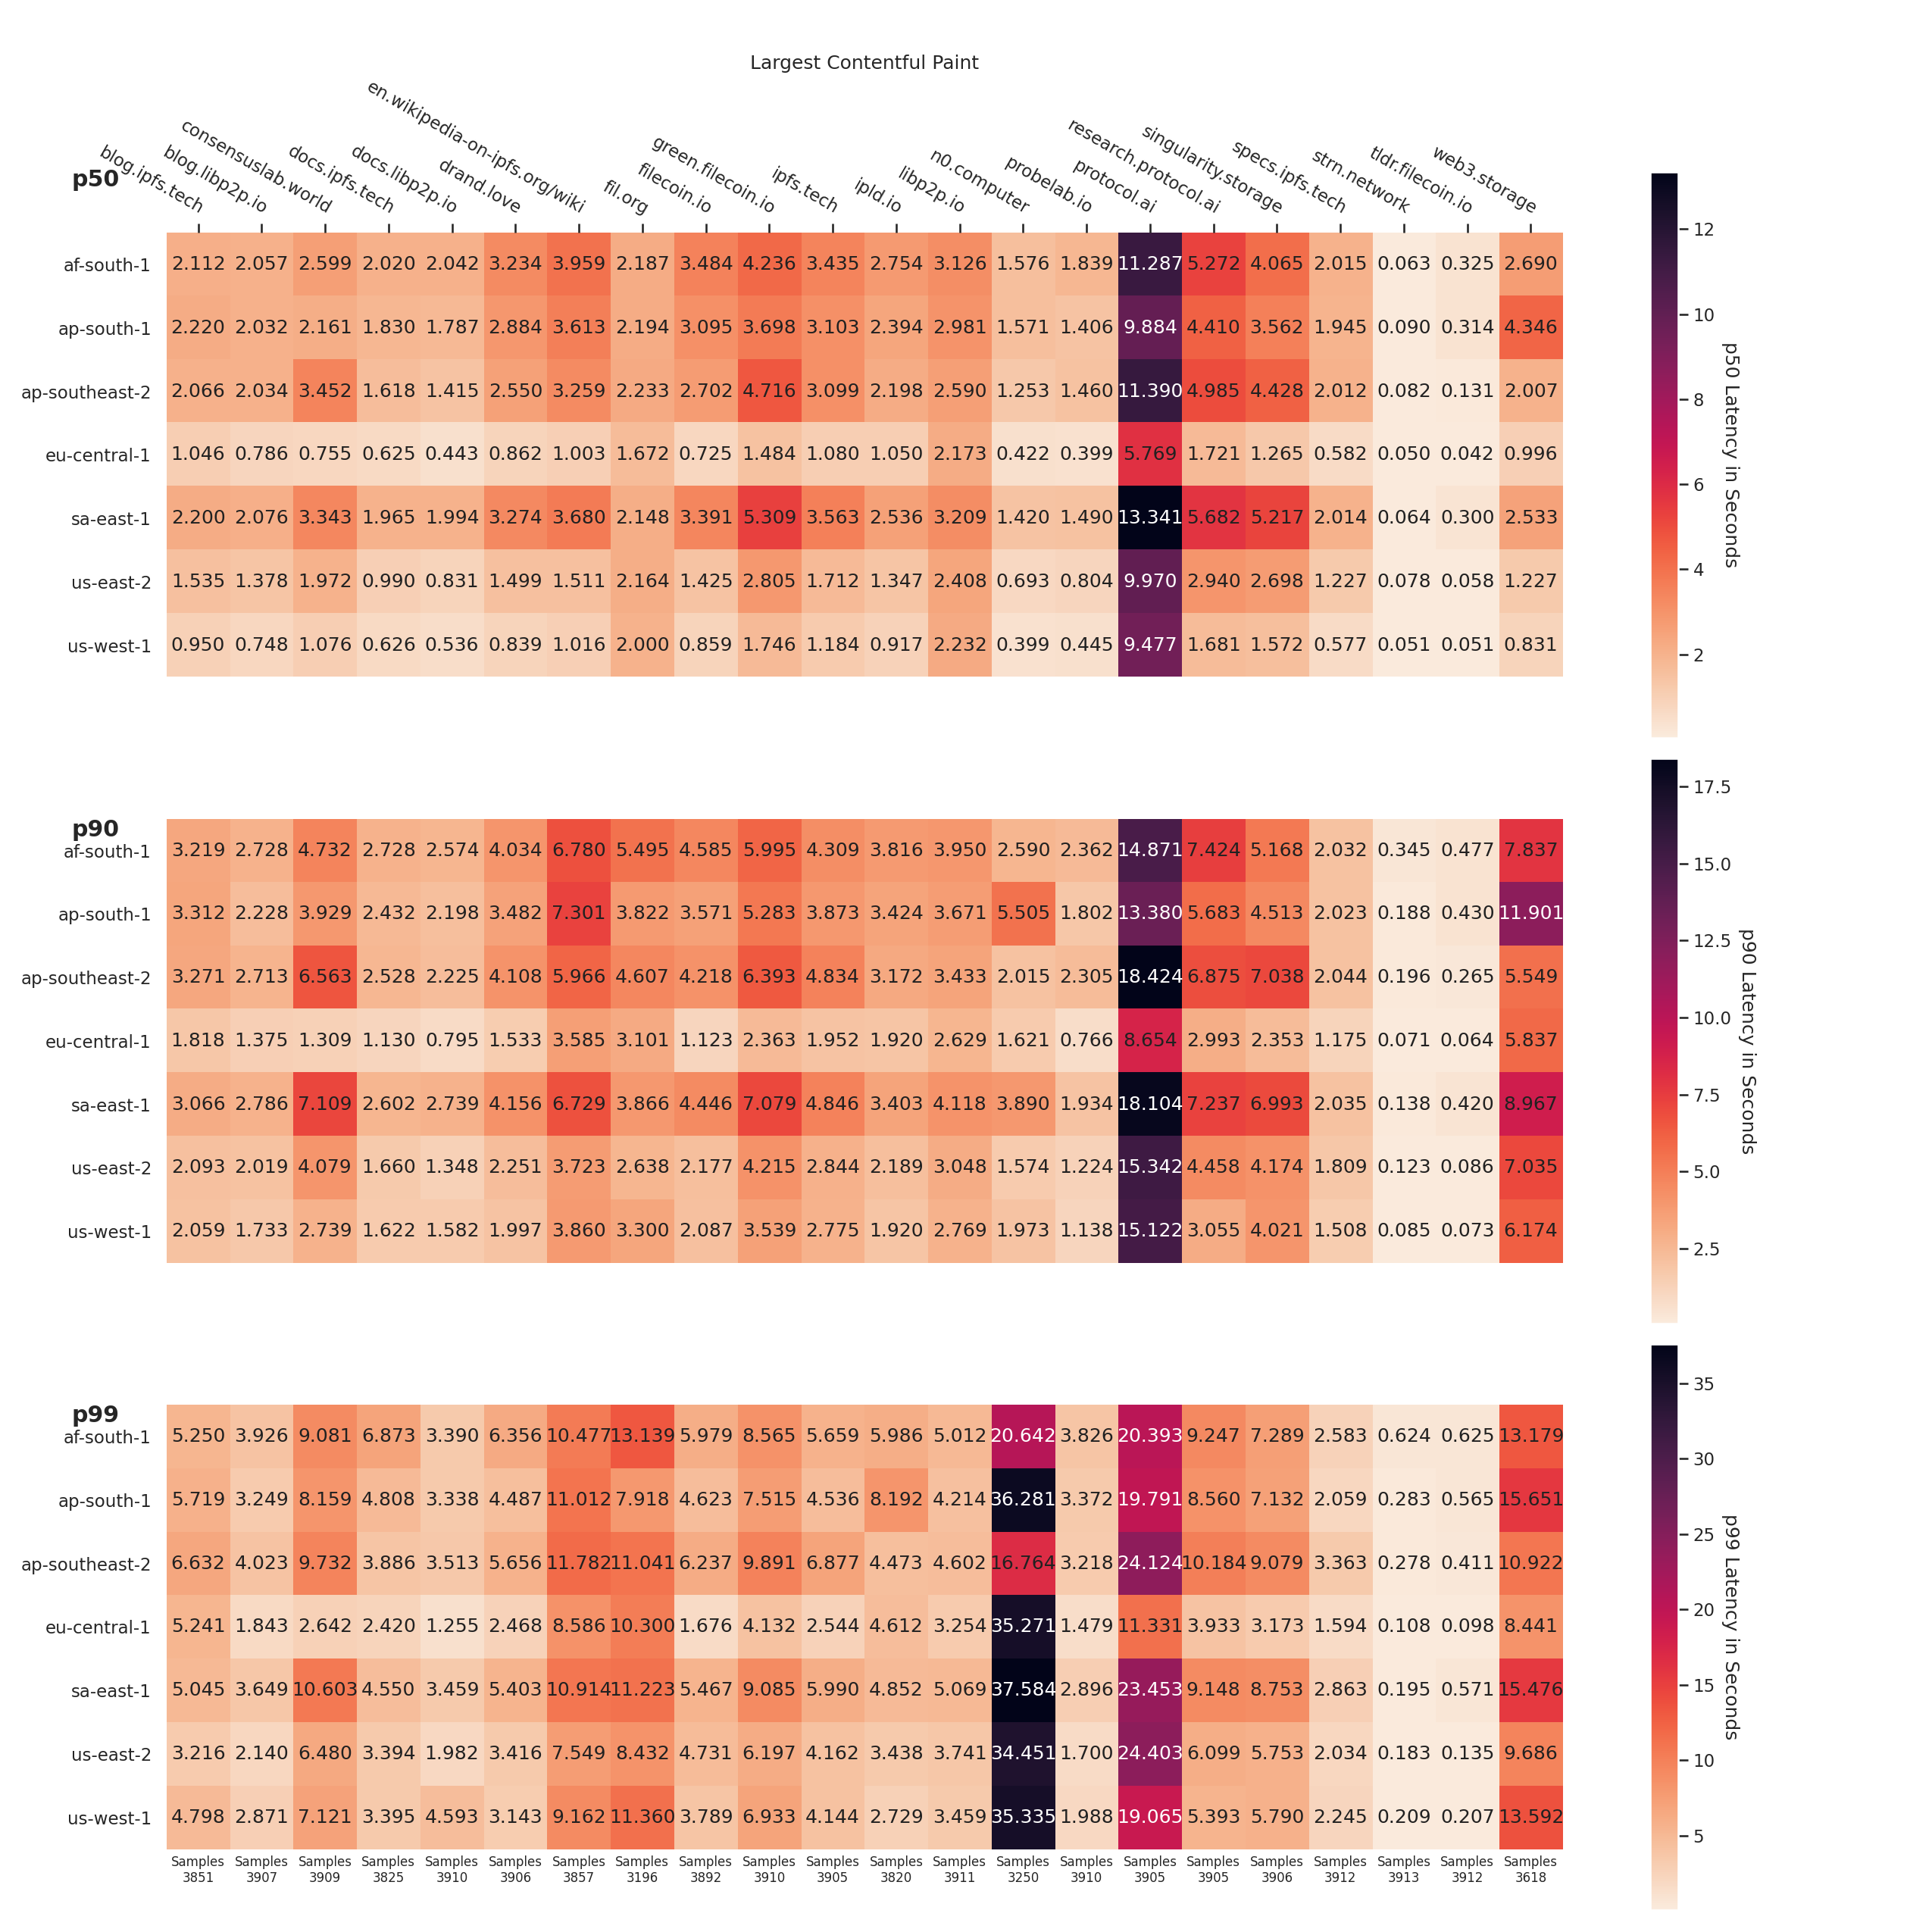 Largest Contentful Paint
p50
blog.ipfs.tech
blog.libp2p.io
consensuslab.world
docs.ipfs.tech
docs.libp2p.io
drand.love
en.wikipedia-on-ipfs.org/wiki
fil.org
filecoin.io
green.filecoin.io
ipfs.tech
ipld.io
libp2p.io
n0.computer
probelab.io
protocol.ai
research.protocol.ai
singularity.storage
specs.ipfs.tech
strn.network
tldr.filecoin.io
web3.storage
af-south-1 2.112 2.057 2.599 2.020 2.042 3.234 3.959 2.187 3.484 4.236 3.435 2.754 3.126 1.576 1.839 11.287 5.272 4.065 2.015 0.063 0.325 2.690
ap-south-1 2.220 2.032 2.161 1.830 1.787 2.884 3.613 2.194 3.095 3.698 3.103 2.394 2.981 1.571 1.406 9.884 4.410 3.562 1.945 0.090 0.314 4.346
ap-southeast-2 2.066 2.034 3.452 1.618 1.415 2.550 3.259 2.233 2.702 4.716 3.099 2.198 2.590 1.253 1.460 11.390 4.985 4.428 2.012 0.082 0.131 2.007
eu-central-1 1.046 0.786 0.755 0.625 0.443 0.862 1.003 1.672 0.725 1.484 1.080 1.050 2.173 0.422 0.399 5.769 1.721 1.265 0.582 0.050 0.042 0.996
sa-east-1 2.200 2.076 3.343 1.965 1.994 3.274 3.680 2.148 3.391 5.309 3.563 2.536 3.209 1.420 1.490 13.341 5.682 5.217 2.014 0.064 0.300 2.533
us-east-2 1.535 1.378 1.972 0.990 0.831 1.499 1.511 2.164 1.425 2.805 1.712 1.347 2.408 0.693 0.804 9.970 2.940 2.698 1.227 0.078 0.058 1.227
us-west-1 0.950 0.748 1.076 0.626 0.536 0.839 1.016 2.000 0.859 1.746 1.184 0.917 2.232 0.399 0.445 9.477 1.681 1.572 0.577 0.051 0.051 0.831
12
10
8
6
4
2
p50 Latency in Seconds
p90
af-south-1 3.219 2.728 4.732 2.728 2.574 4.034 6.780 5.495 4.585 5.995 4.309 3.816 3.950 2.590 2.362 14.871 7.424 5.168 2.032 0.345 0.477 7.837
ap-south-1 3.312 2.228 3.929 2.432 2.198 3.482 7.301 3.822 3.571 5.283 3.873 3.424 3.671 5.505 1.802 13.380 5.683 4.513 2.023 0.188 0.430 11.901
ap-southeast-2 3.271 2.713 6.563 2.528 2.225 4.108 5.966 4.607 4.218 6.393 4.834 3.172 3.433 2.015 2.305 18.424 6.875 7.038 2.044 0.196 0.265 5.549
eu-central-1 1.818 1.375 1.309 1.130 0.795 1.533 3.585 3.101 1.123 2.363 1.952 1.920 2.629 1.621 0.766 8.654 2.993 2.353 1.175 0.071 0.064 5.837
sa-east-1 3.066 2.786 7.109 2.602 2.739 4.156 6.729 3.866 4.446 7.079 4.846 3.403 4.118 3.890 1.934 18.104 7.237 6.993 2.035 0.138 0.420 8.967
us-east-2 2.093 2.019 4.079 1.660 1.348 2.251 3.723 2.638 2.177 4.215 2.844 2.189 3.048 1.574 1.224 15.342 4.458 4.174 1.809 0.123 0.086 7.035
us-west-1 2.059 1.733 2.739 1.622 1.582 1.997 3.860 3.300 2.087 3.539 2.775 1.920 2.769 1.973 1.138 15.122 3.055 4.021 1.508 0.085 0.073 6.174
17.5
15.0
12.5
10.0
7.5
5.0
2.5
p90 Latency in Seconds
p99
af-south-1 5.250 3.926 9.081 6.873 3.390 6.356 10.477 13.139 5.979 8.565 5.659 5.986 5.012 20.642 3.826 20.393 9.247 7.289 2.583 0.624 0.625 13.179
ap-south-1 5.719 3.249 8.159 4.808 3.338 4.487 11.012 7.918 4.623 7.515 4.536 8.192 4.214 36.281 3.372 19.791 8.560 7.132 2.059 0.283 0.565 15.651
ap-southeast-2 6.632 4.023 9.732 3.886 3.513 5.656 11.782 11.041 6.237 9.891 6.877 4.473 4.602 16.764 3.218 24.124 10.184 9.079 3.363 0.278 0.411 10.922
eu-central-1 5.241 1.843 2.642 2.420 1.255 2.468 8.586 10.300 1.676 4.132 2.544 4.612 3.254 35.271 1.479 11.331 3.933 3.173 1.594 0.108 0.098 8.441
sa-east-1 5.045 3.649 10.603 4.550 3.459 5.403 10.914 11.223 5.467 9.085 5.990 4.852 5.069 37.584 2.896 23.453 9.148 8.753 2.863 0.195 0.571 15.476
us-east-2 3.216 2.140 6.480 3.394 1.982 3.416 7.549 8.432 4.731 6.197 4.162 3.438 3.741 34.451 1.700 24.403 6.099 5.753 2.034 0.183 0.135 9.686
us-west-1 4.798 2.871 7.121 3.395 4.593 3.143 9.162 11.360 3.789 6.933 4.144 2.729 3.459 35.335 1.988 19.065 5.393 5.790 2.245 0.209 0.207 13.592
Samples Samples Samples Samples Samples Samples Samples Samples Samples Samples Samples Samples Samples Samples Samples Samples Samples Samples Samples Samples Samples Samples
3851 3907 3909 3825 3910 3906 3857 3196 3892 3910 3905 3820 3911 3250 3910 3905 3905 3906 3912 3913 3912 3618
35
30
25
20
15
10
5
p99 Latency in Seconds